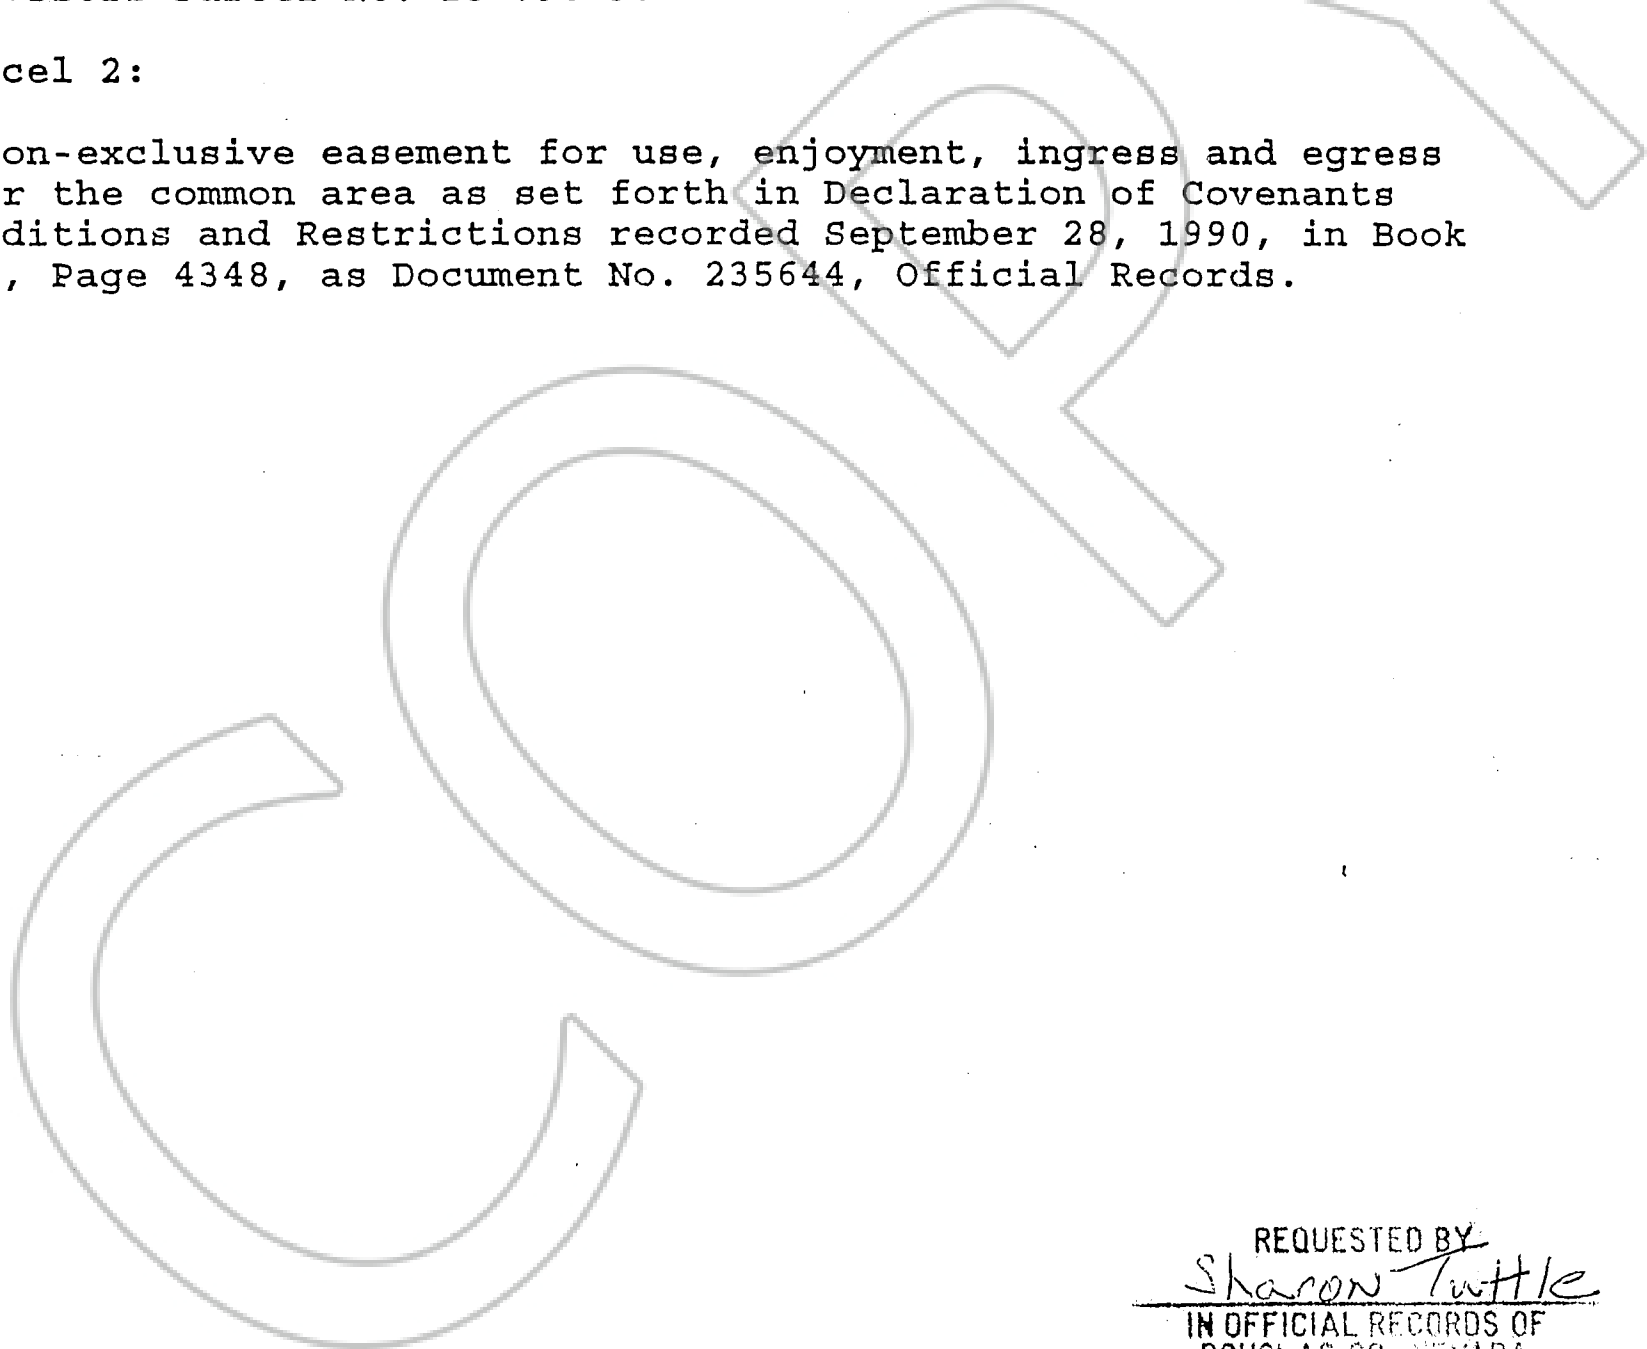 cel 2:
on-exclusive easement for use, enjoyment, ingress and egress
r the common area as set forth in Declaration of Covenants
ditions and Restrictions recorded September 28, 1990, in Book
, Page 4348, as Document No. 235644, Official Records.
COPY
REQUESTED BY
Sharon Tuttle
IN OFFICIAL RECORDS OF